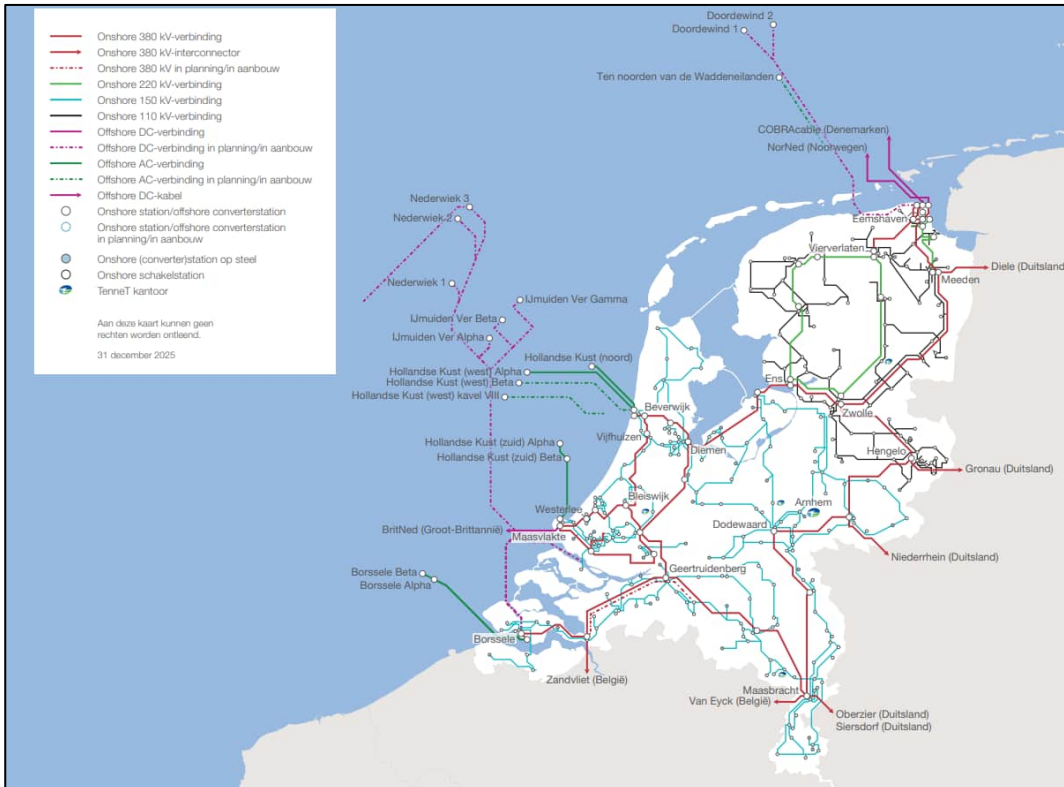 Onshore 380 kV-verbinding
Onshore 380 kV-interconnector
Onshore 380 kV in planning/in aanbouw
Onshore 220 kV-verbinding
Onshore 150 kV-verbinding
Onshore 110 kV-verbinding
Offshore DC-verbinding
Offshore DC-verbinding in planning/in aanbouw
Offshore AC-verbinding
Offshore AC-verbinding in planning/in aanbouw
Offshore DC-kabel
Onshore station/offshore converterstation
Onshore station/offshore converterstation
in planning/in aanbouw
Onshore (converter)station op steel
Onshore schakelstation
TenneT kantoor
Aan deze kaart kunnen geen
rechten worden ontleend.
31 december 2025
Doordewind 2
Doordewind 1
Ten noorden van de Waddeneilanden
COBRAcable (Denemarken)
NorNed (Noorwegen)
Nederwiek 3
Nederwiek 2
Eemshaven
Vierverlaten
Diele (Duitsland)
Meeden
Nederwiek 1
IJmuiden Ver Gamma
IJmuiden Ver Beta
IJmuiden Ver Alpha
Hollandse Kust (noord)
Hollandse Kust (west) Alpha
Hollandse Kust (west) Beta
Hollandse Kust (west) kavel VIII
Ens
Beverwijk
Zwolle
Vijfhuizen
Diemen
Hollandse Kust (zuid) Alpha
Hollandse Kust (zuid) Beta
Hengelo
Gronau (Duitsland)
Bleiswijk
Arnhem
Westerlee
BritNed (Groot-Brittannië)
Maasvlakte
Dodewaard
Niederrhein (Duitsland)
Geertruidenberg
Borssele Beta
Borssele Alpha
Borssele
Zandvliet (België)
Maasbracht
Van Eyck (België)
Oberzier (Duitsland)
Siersdorf (Duitsland)